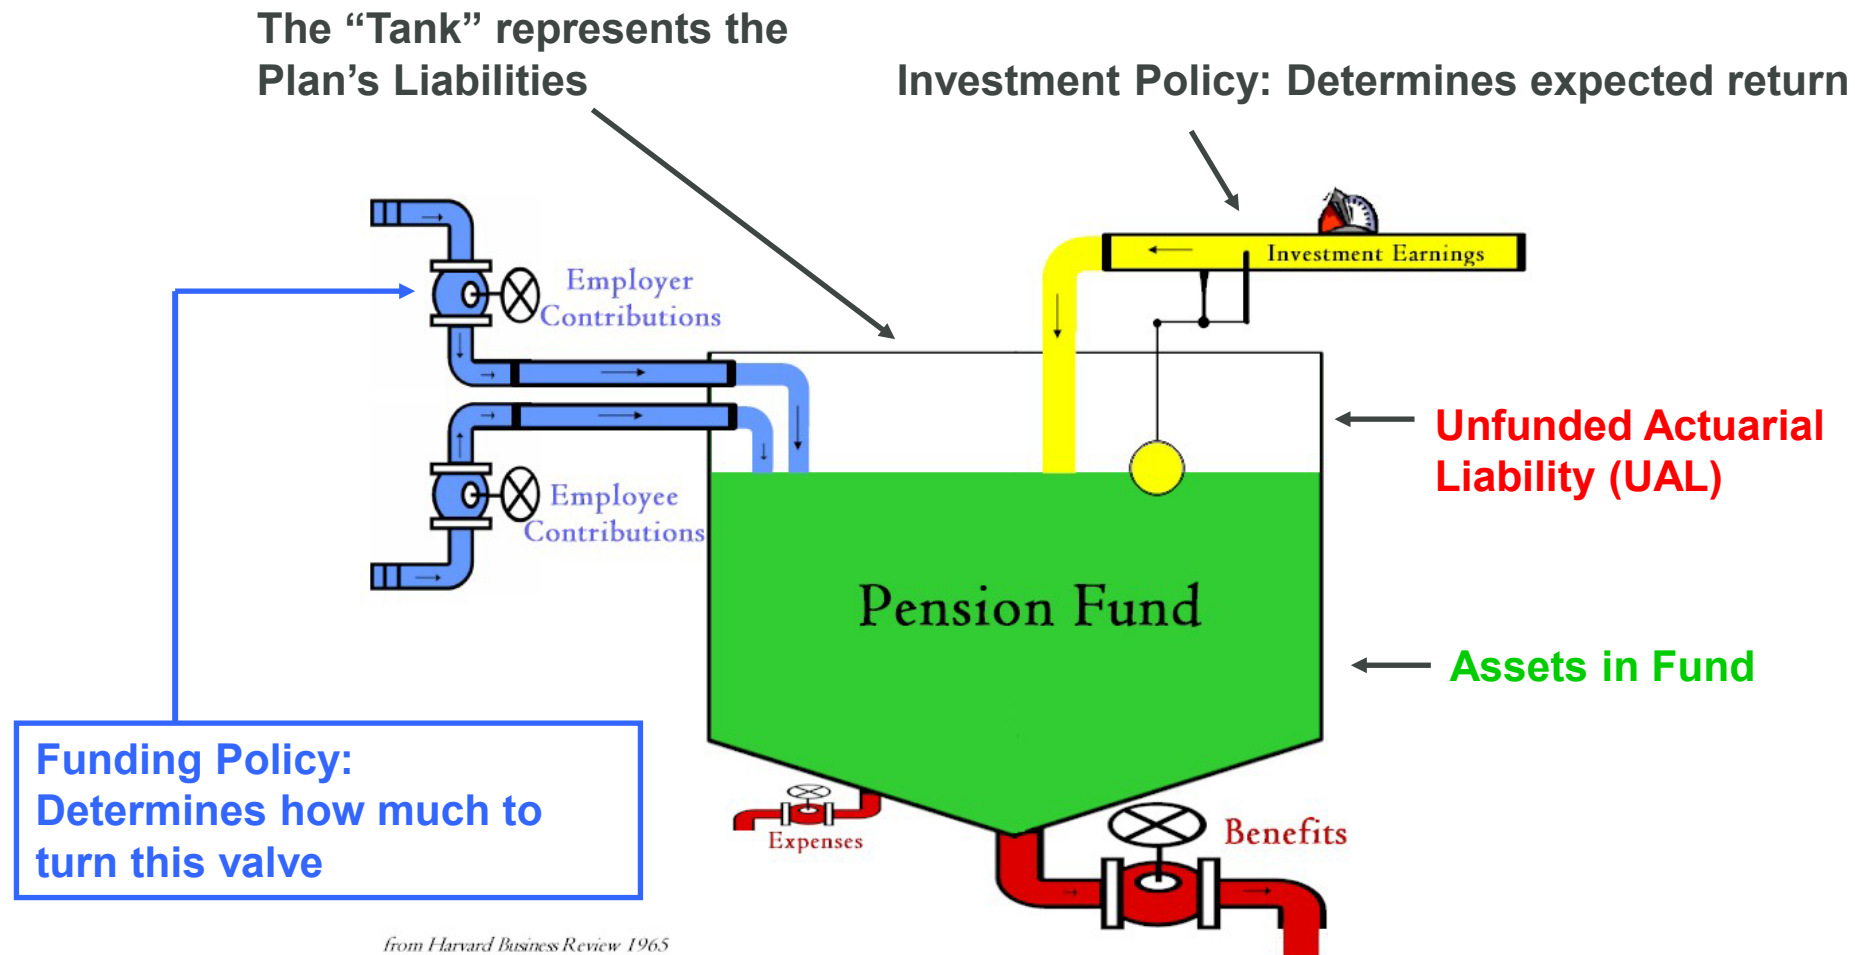 The “Tank” represents the
Plan’s Liabilities
Investment Policy: Determines expected return
Investment Earnings
Employer
Contributions
Employee
Contributions
Unfunded Actuarial
Liability (UAL)
Pension Fund
Assets in Fund
Funding Policy:
Determines how much to
turn this valve
Expenses
Benefits
from Harvard Business Review 1965